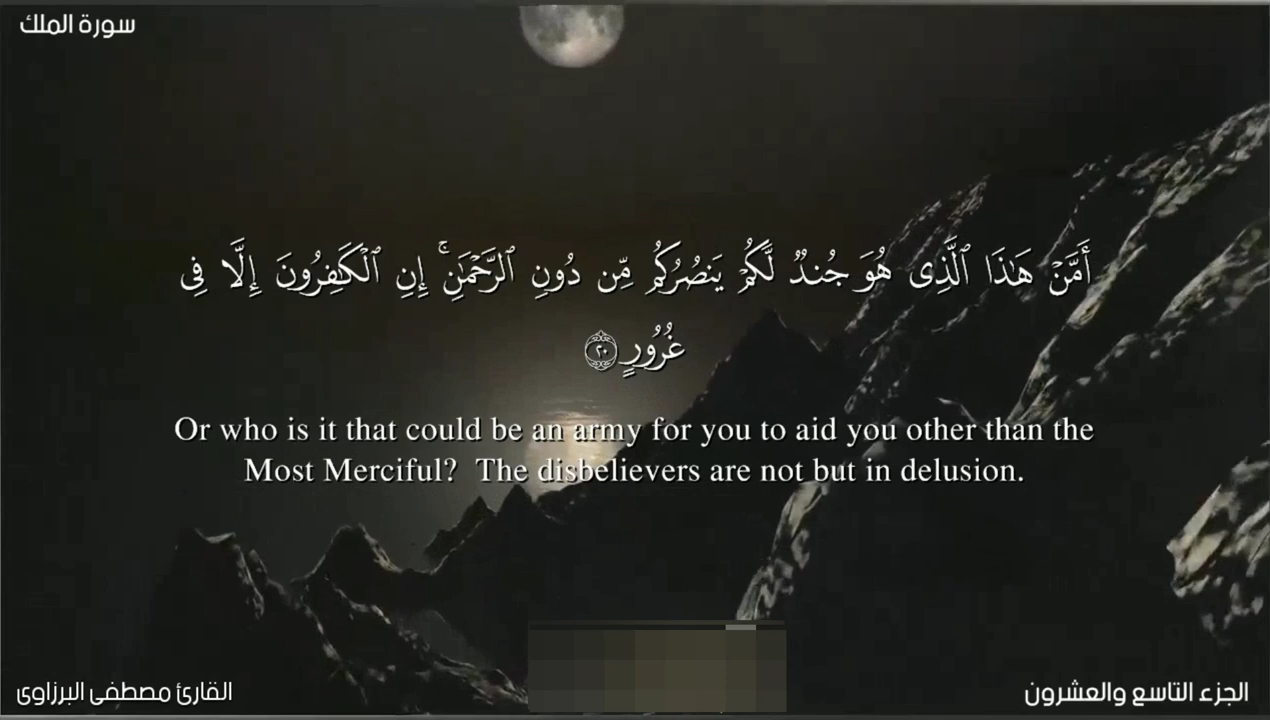 سورة الملك
أَمَّنْ هَـٰذَا ٱلَّذِى هُوَ جُندٌ لَّكُمْ يَنصُرُكُم مِّن دُونِ ٱلرَّحْمَـٰنِ ۚ إِنِ ٱلْكَـٰفِرُونَ إِلَّا فِى
غُرُورٍ ٢٠
Or who is it that could be an army for you to aid you other than the
Most Merciful? The disbelievers are not but in delusion.
الجزء التاسع والعشرون
القارئ مصطفى البرزاوى